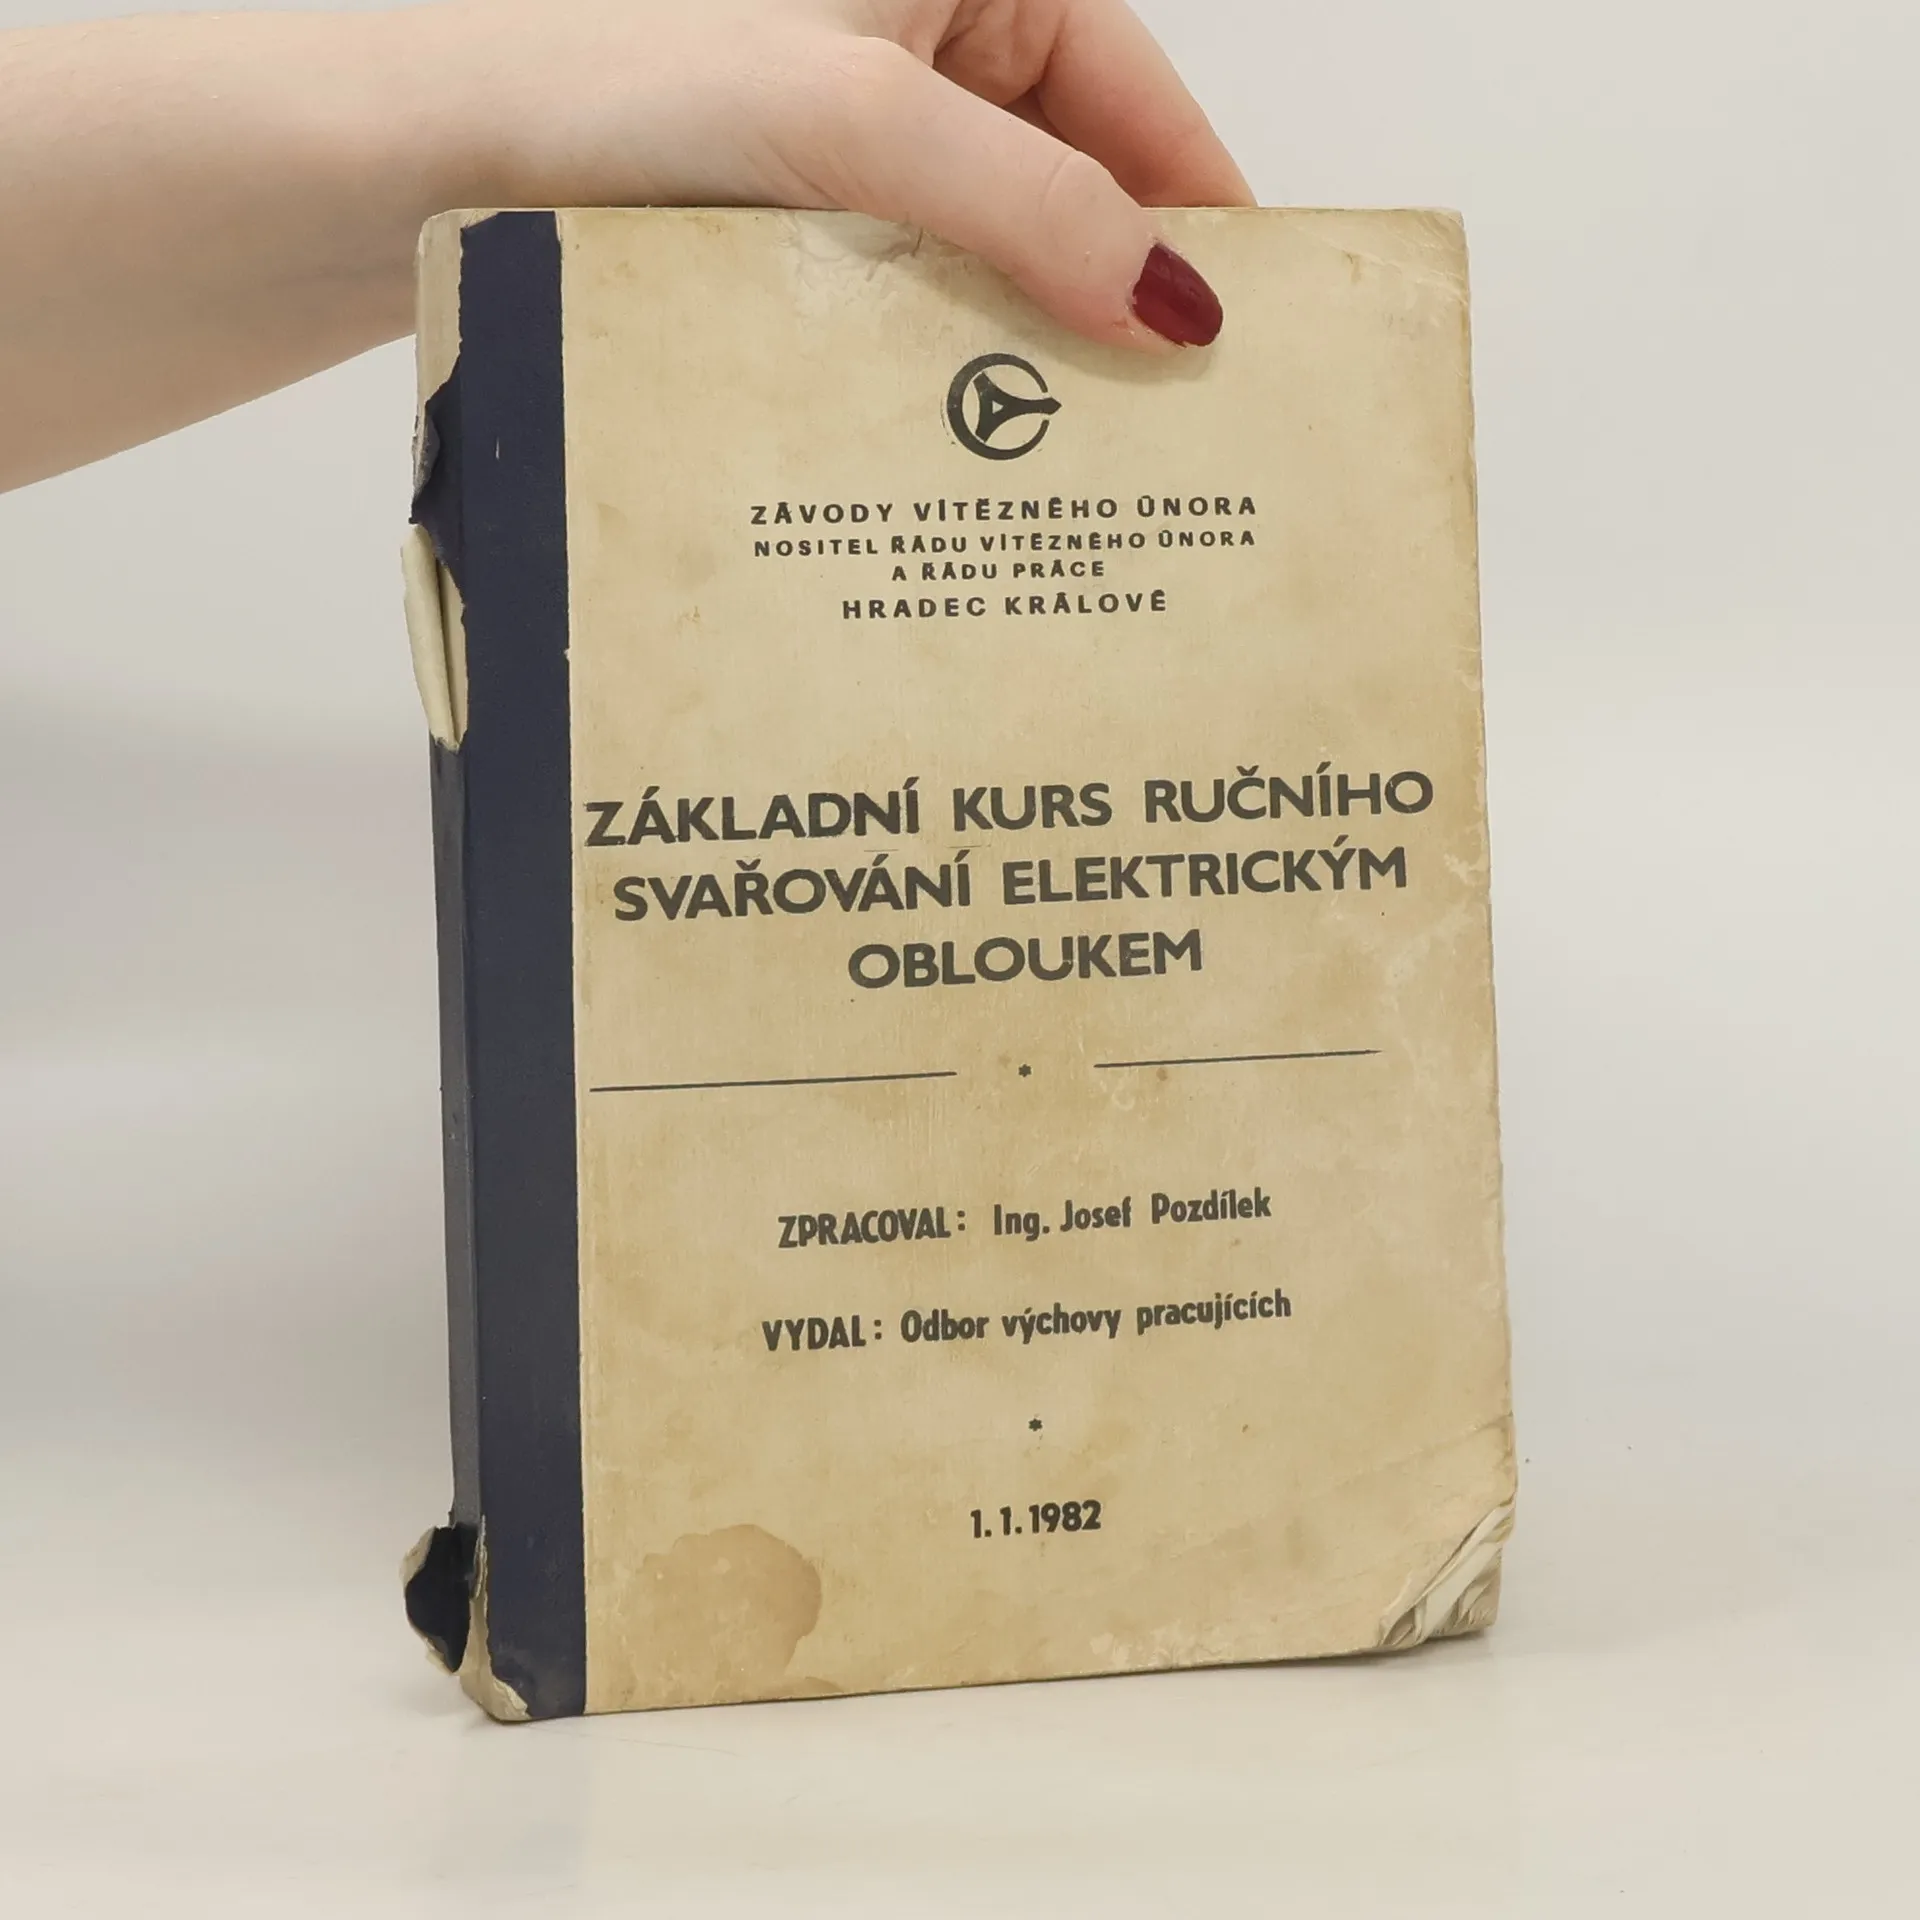 ZÁVODY VÍTĚZNÉHO ÚNORA
NOSITEL ŘÁDU VÍTĚZNÉHO ÚNORA
A ŘÁDU PRÁCE
HRADEC KRÁLOVÉ
ZÁKLADNÍ KURS RUČNÍHO
SVAŘOVÁNÍ ELEKTRICKÝM
OBLOUKEM
*
ZPRACOVAL: Ing. Josef Pozdílek
VYDAL: Odbor výchovy pracujících
*
1.1.1982